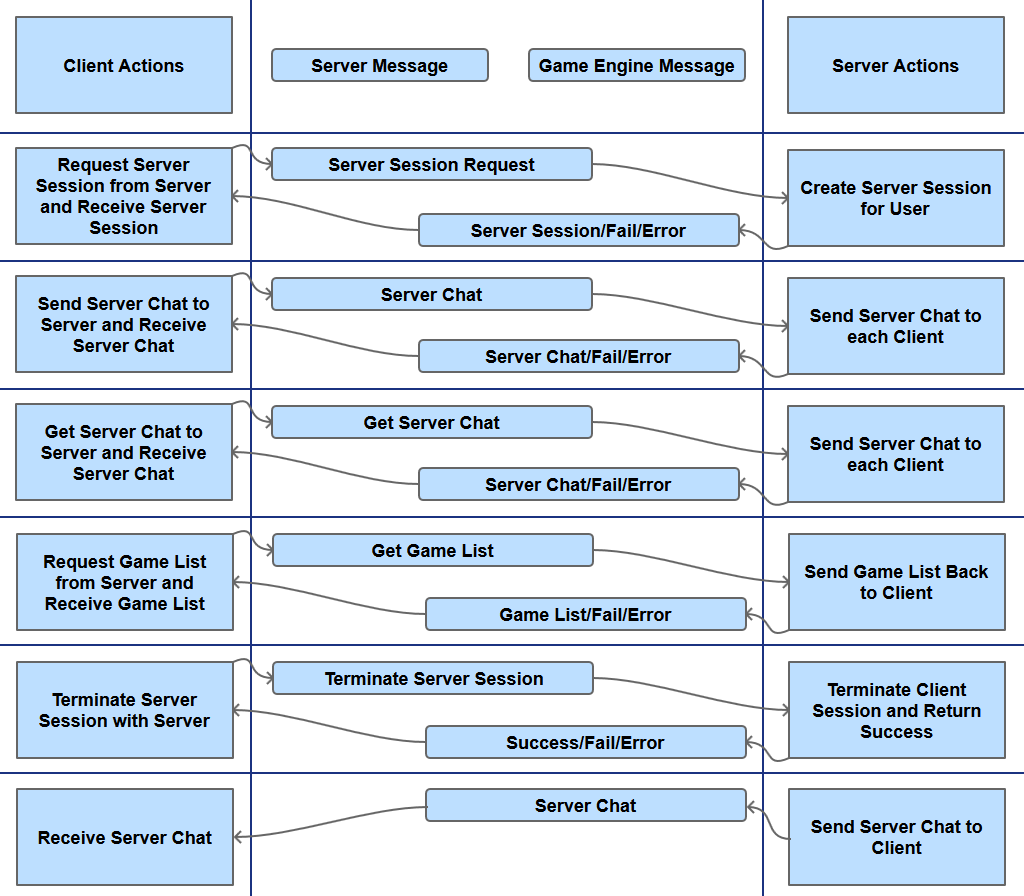 Client Actions
Server Message
Game Engine Message
Server Actions
Request Server
Session from Server
and Receive Server
Session
Server Session Request
Server Session/Fail/Error
Create Server Session
for User
Send Server Chat to
Server and Receive
Server Chat
Server Chat
Server Chat/Fail/Error
Send Server Chat to
each Client
Get Server Chat to
Server and Receive
Server Chat
Get Server Chat
Server Chat/Fail/Error
Send Server Chat to
each Client
Request Game List
from Server and
Receive Game List
Get Game List
Game List/Fail/Error
Send Game List Back
to Client
Terminate Server
Session with Server
Terminate Server Session
Success/Fail/Error
Terminate Client
Session and Return
Success
Receive Server Chat
Server Chat
Send Server Chat to
Client